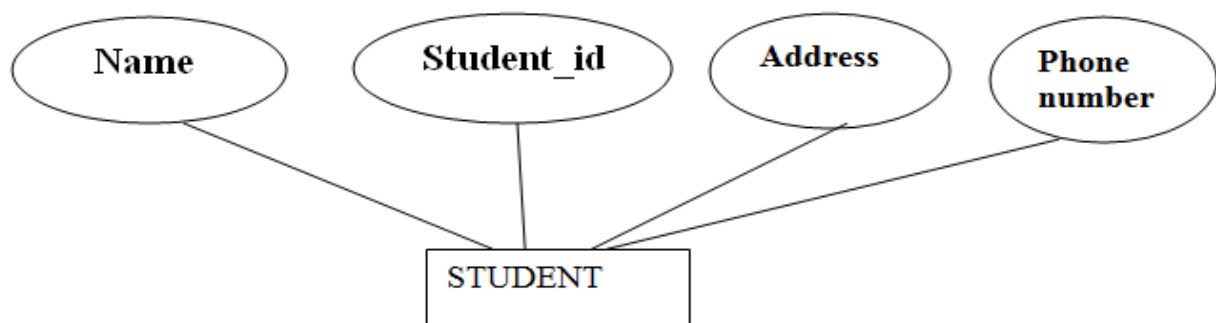 Name
Student_id
Address
Phone
number
STUDENT